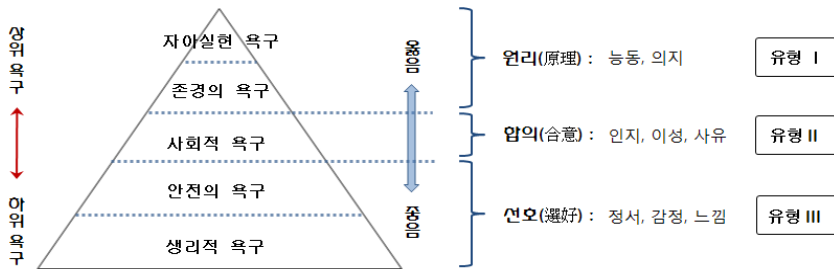 상위 욕구
하위 욕구
자아실현 욕구
존경의 욕구
사회적 욕구
안전의 욕구
생리적 욕구
옳음
좋음
원리(原理) : 능동, 의지
유형 I
합의(合意) : 인지, 이성, 사유
유형 II
선호(選好) : 정서, 감정, 느낌
유형 III